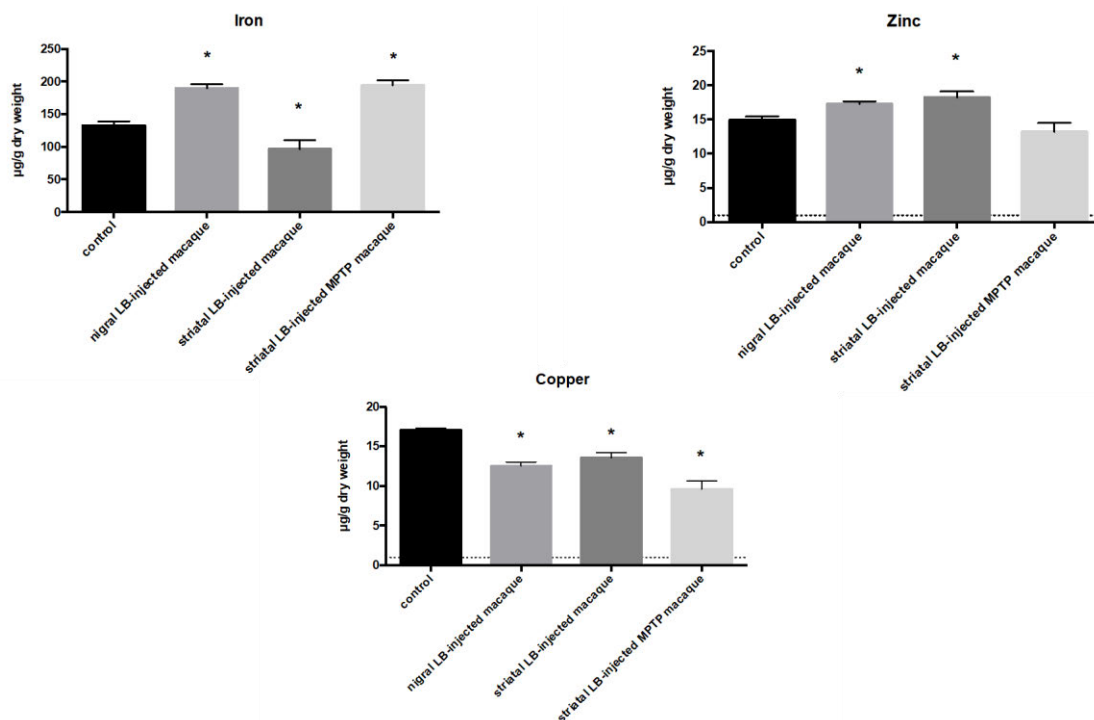 Iron
µg/g dry weight
250
200
150
100
50
0
*
*
*
control
nigral LB-injected macaque
striatal LB-injected macaque
striatal LB-injected MPTP macaque
Zinc
µg/g dry weight
25
20
15
10
5
0
*
*
control
nigral LB-injected macaque
striatal LB-injected macaque
striatal LB-injected MPTP macaque
Copper
µg/g dry weight
20
15
10
5
0
*
*
*
control
nigral LB-injected macaque
striatal LB-injected macaque
striatal LB-injected MPTP macaque